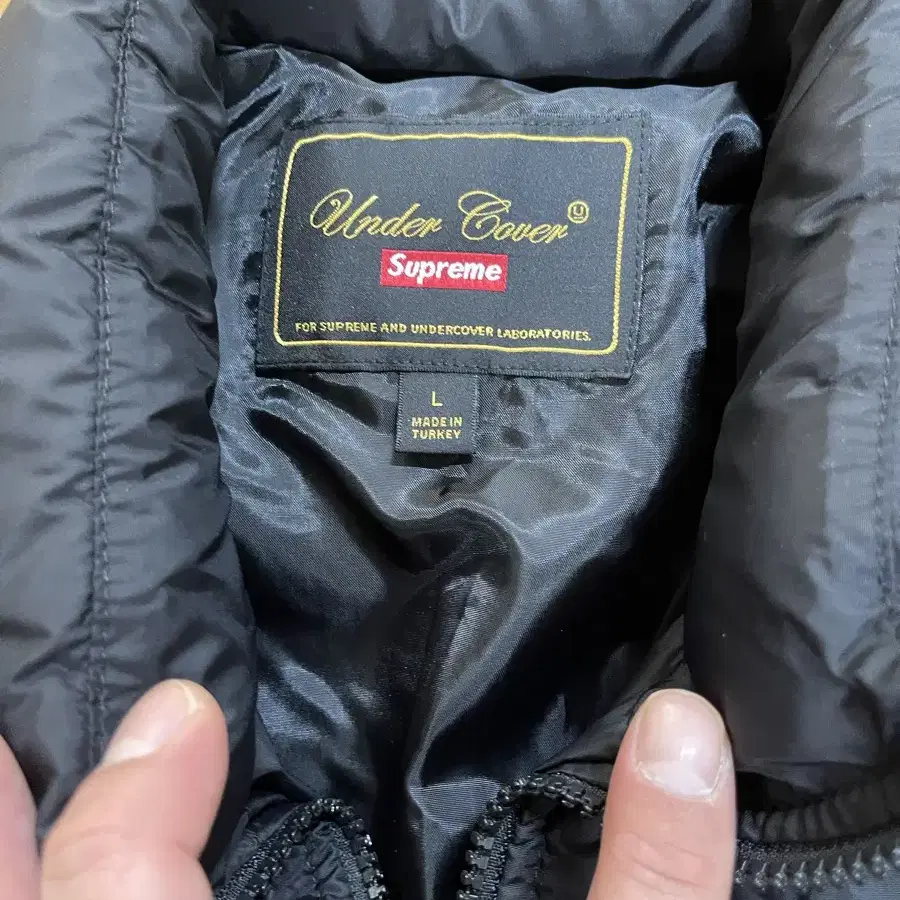 Under Cover U
Supreme
FOR SUPREME AND UNDERCOVER LABORATORIES.
L
MADE IN
TURKEY